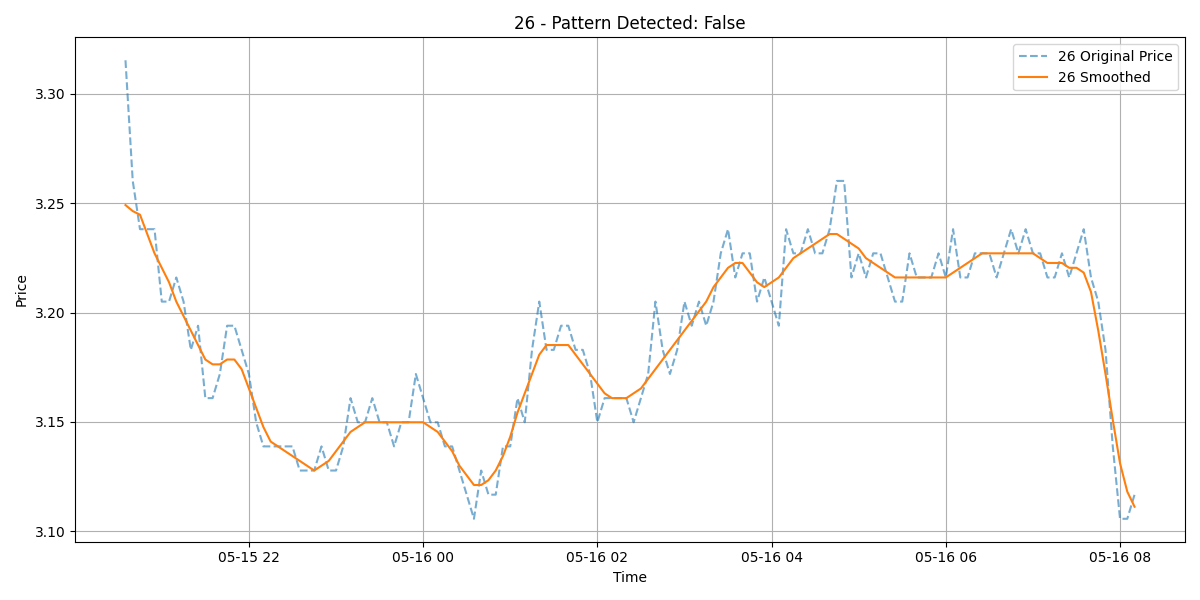 26 - Pattern Detected: False
26 Original Price
26 Smoothed
Price
3.30
3.25
3.20
3.15
3.10
05-15 22
05-16 00
05-16 02
05-16 04
05-16 06
05-16 08
Time